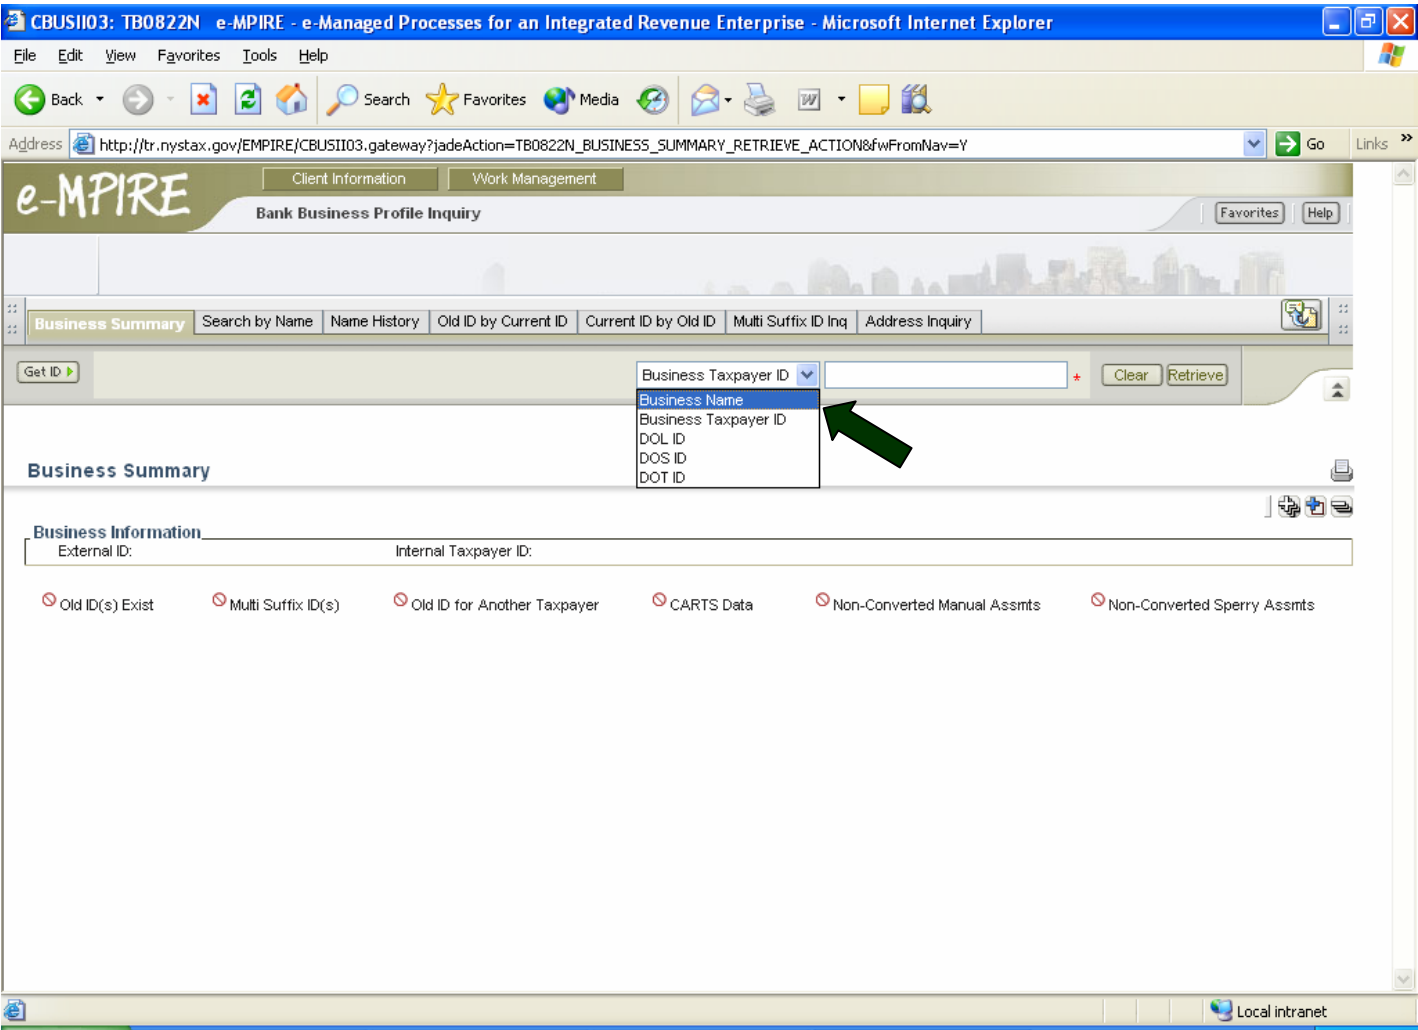 CBUSII03: TB0822N e-MPIRE - e-Managed Processes for an Integrated Revenue Enterprise - Microsoft Internet Explorer
File Edit View Favorites Tools Help
Back Search Favorites Media
Address http://tr.nystax.gov/EMPIRE/CBUSII03.gateway?jadeAction=TB0822N_BUSINESS_SUMMARY_RETRIEVE_ACTION&fwFromNav=Y Go Links »
e-MPIRE Client Information Work Management
Bank Business Profile Inquiry Favorites Help
Business Summary Search by Name Name History Old ID by Current ID Current ID by Old ID Multi Suffix ID Inq Address Inquiry
Get ID Business Taxpayer ID * Clear Retrieve
Business Name
Business Taxpayer ID
DOL ID
DOS ID
DOT ID
Business Summary
Business Information
External ID: Internal Taxpayer ID:
Old ID(s) Exist Multi Suffix ID(s) Old ID for Another Taxpayer CARTS Data Non-Converted Manual Assmts Non-Converted Sperry Assmts
Local intranet